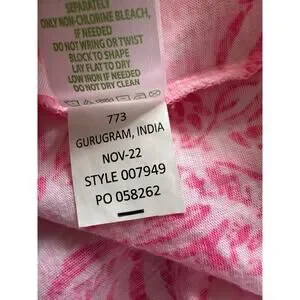 SEPARATELY
ONLY NON-CHLORINE BLEACH,
IF NEEDED
DO NOT WRING OR TWIST
BLOCK TO SHAPE
LAY FLAT TO DRY
LOW IRON IF NEEDED
DO NOT DRY CLEAN
773
GURUGRAM, INDIA
NOV-22
STYLE 007949
PO 058262